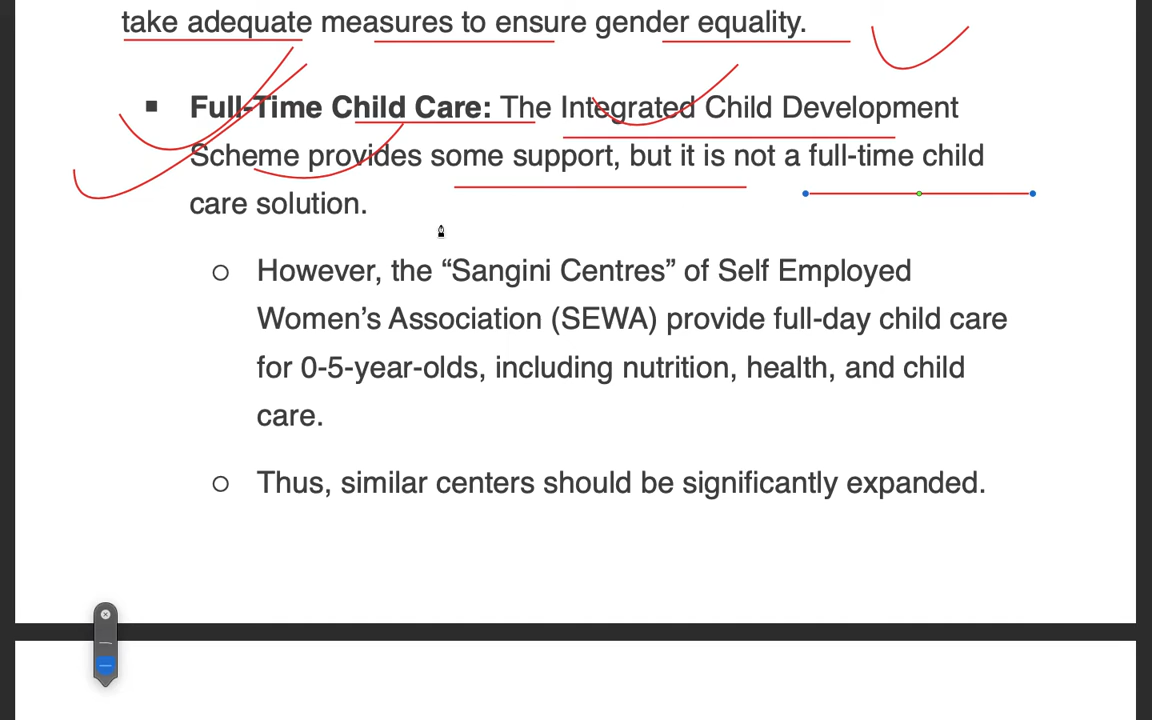 take adequate measures to ensure gender equality.
▪ Full-Time Child Care: The Integrated Child Development
Scheme provides some support, but it is not a full-time child
care solution.
○ However, the “Sangini Centres” of Self Employed
Women’s Association (SEWA) provide full-day child care
for 0-5-year-olds, including nutrition, health, and child
care.
○ Thus, similar centers should be significantly expanded.